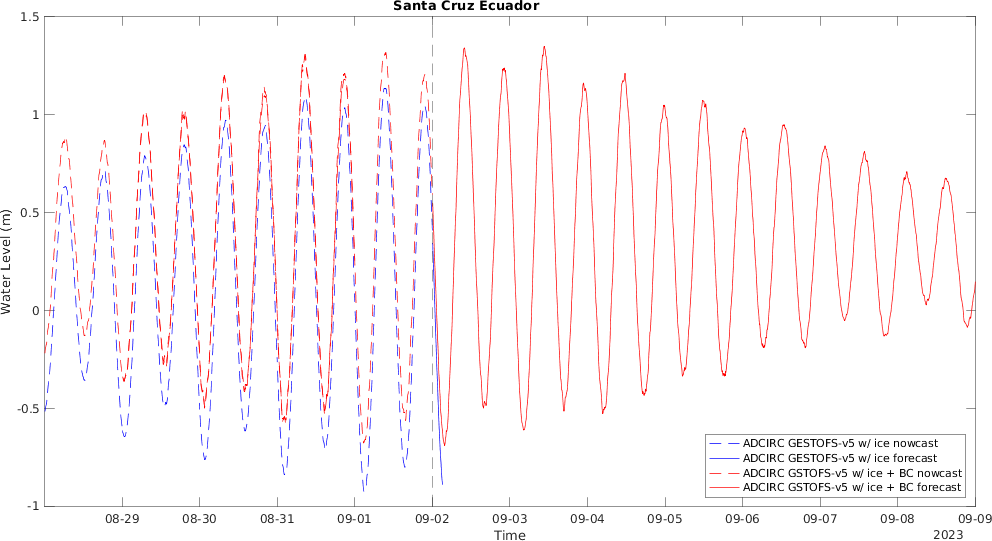 Santa Cruz Ecuador
1.5
1
0.5
0
-0.5
-1
Water Level (m)
08-29 08-30 08-31 09-01 09-02 09-03 09-04 09-05 09-06 09-07 09-08 09-09
Time
2023
ADCIRC GESTOFS-v5 w/ ice nowcast
ADCIRC GESTOFS-v5 w/ ice forecast
ADCIRC GSTOFS-v5 w/ ice + BC nowcast
ADCIRC GSTOFS-v5 w/ ice + BC forecast